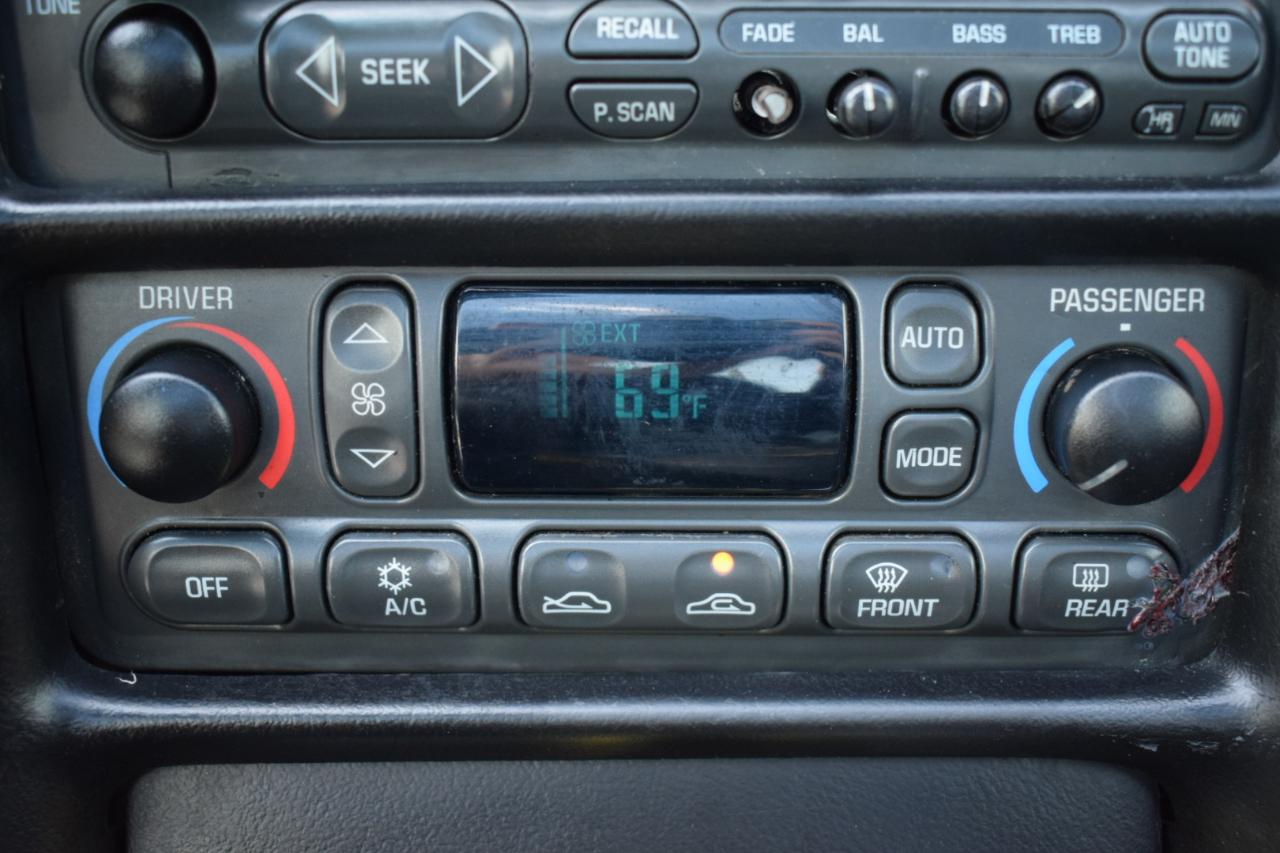 TONE
SEEK
RECALL
P.SCAN
FADE BAL BASS TREB
AUTO
TONE
HR MIN
DRIVER
EXT
69°F
AUTO
MODE
PASSENGER
OFF
A/C
FRONT
REAR